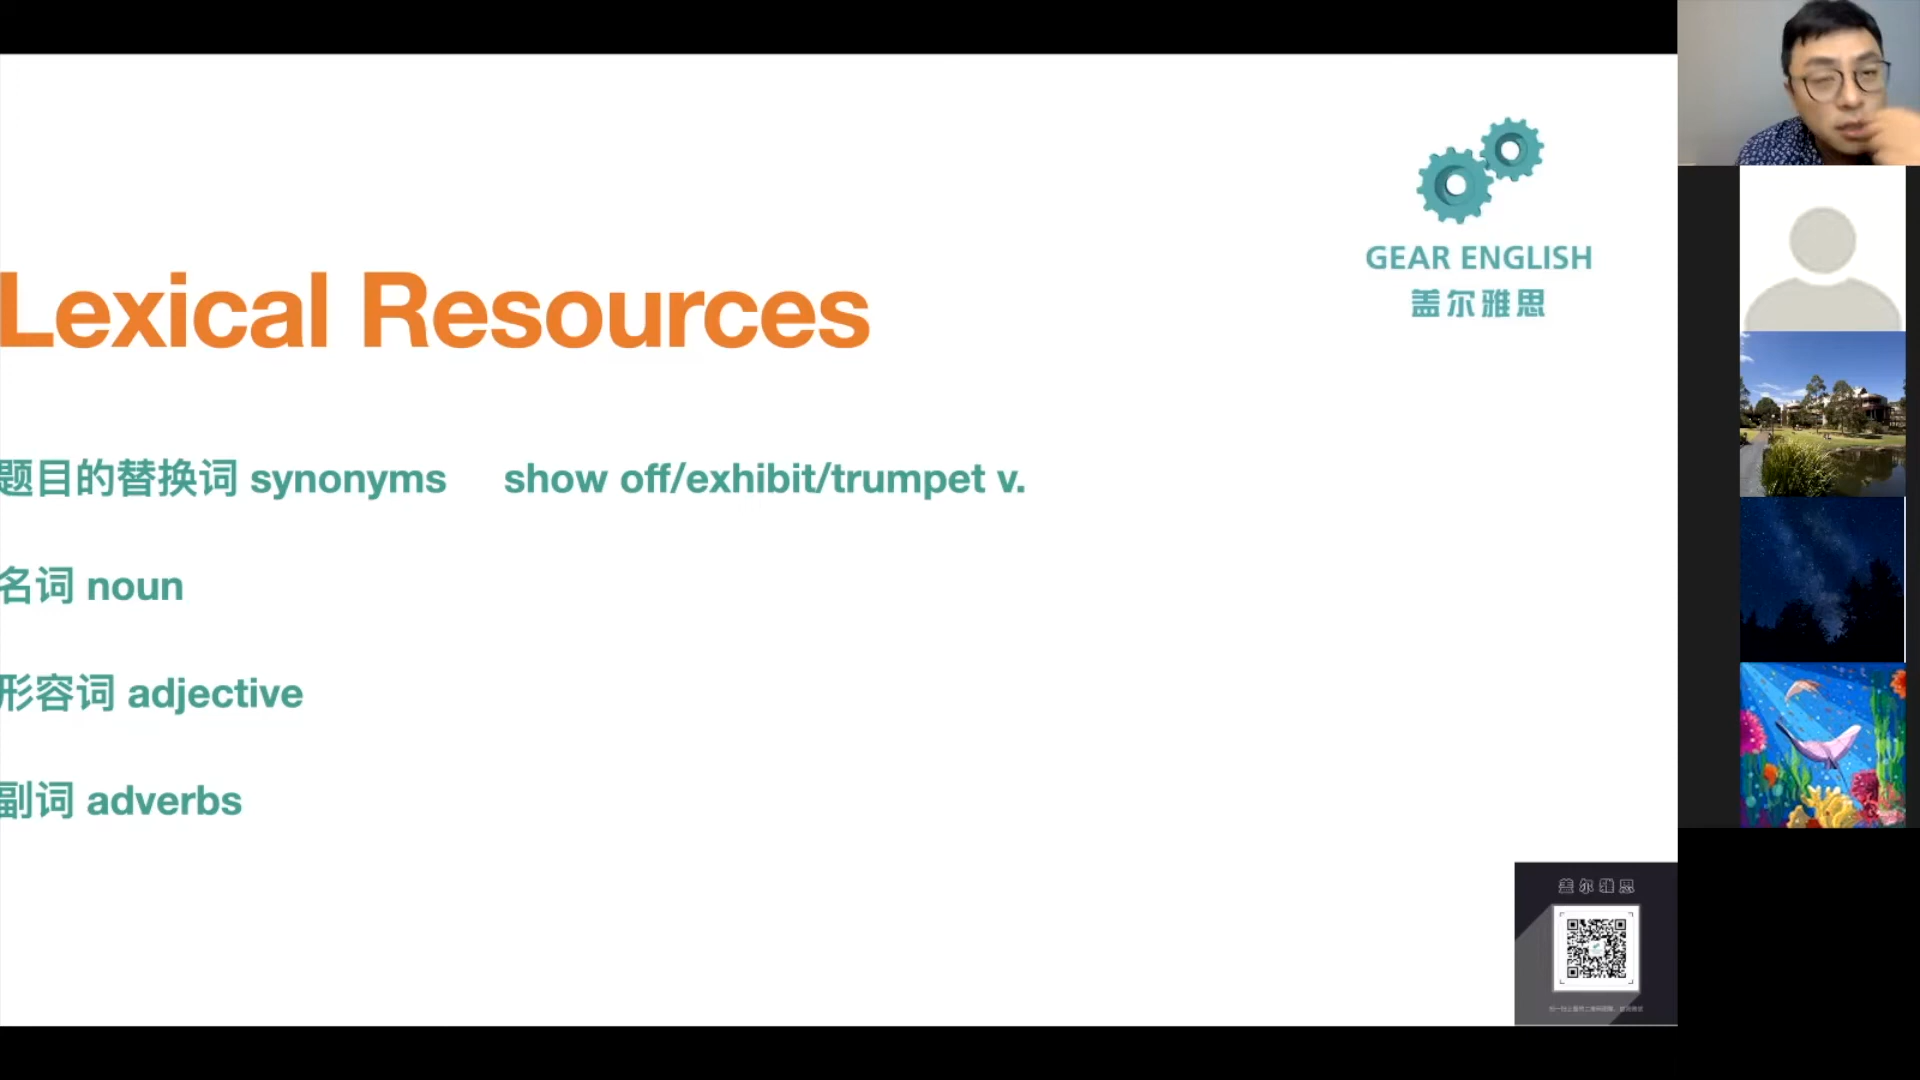 GEAR ENGLISH
盖尔雅思
Lexical Resources
题目的替换词 synonyms show off/exhibit/trumpet v.
名词 noun
形容词 adjective
副词 adverbs
盖尔雅思